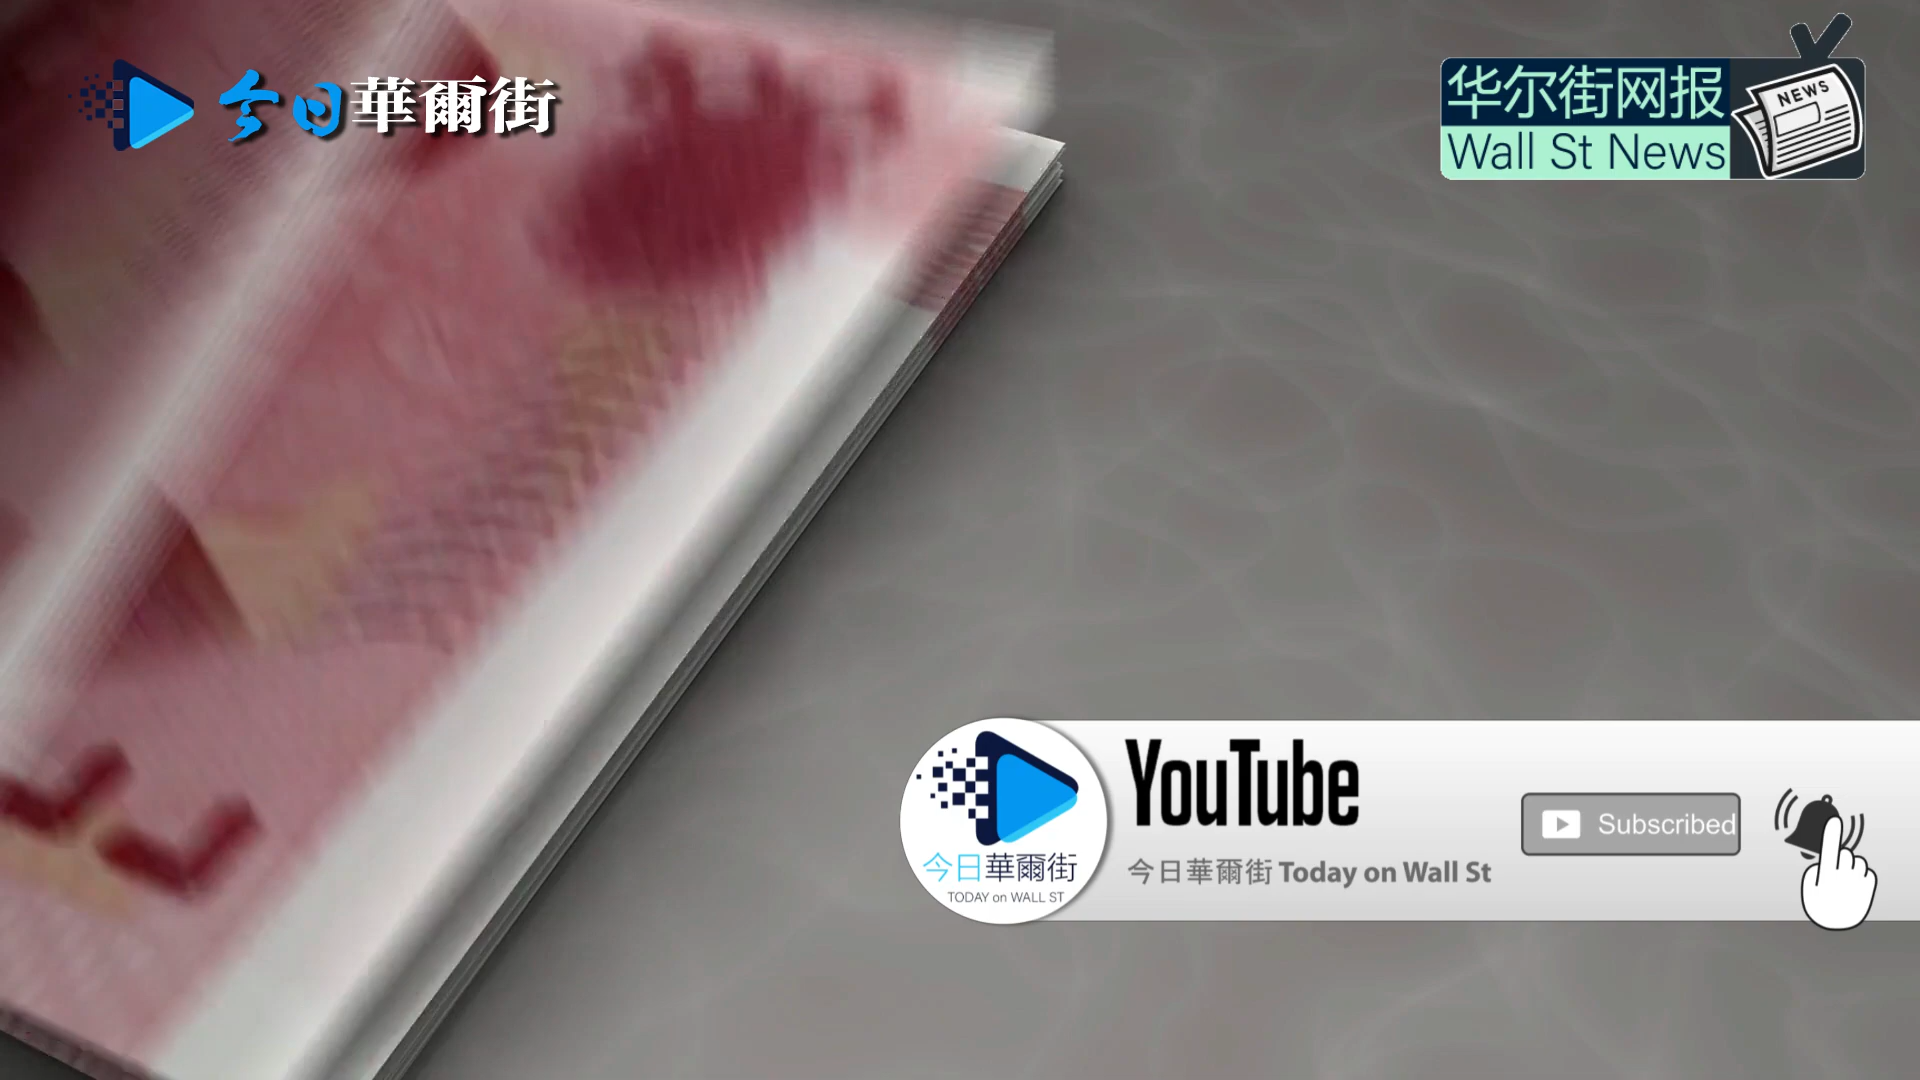 今日華爾街
华尔街网报
Wall St News
NEWS
YouTube
今日華爾街 Today on Wall St
Subscribed
今日華爾街
TODAY on WALL ST